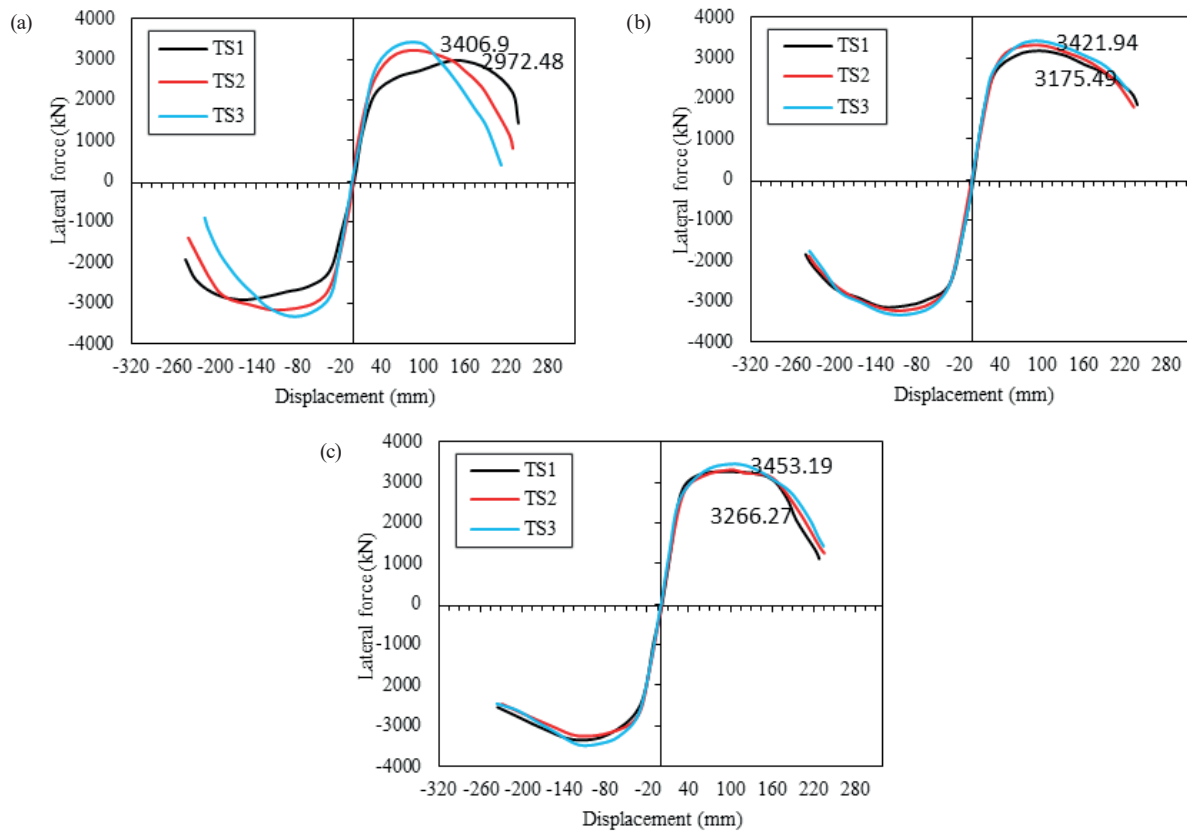 (a)
4000
3000
2000
1000
0
-1000
-2000
-3000
-4000
Lateral force (kN)
TS1
TS2
TS3
3406.9
2972.48
-320 -260 -200 -140 -80 -20 40 100 160 220 280
Displacement (mm)
(b)
4000
3000
2000
1000
0
-1000
-2000
-3000
-4000
Lateral force (kN)
TS1
TS2
TS3
3421.94
3175.49
-320 -260 -200 -140 -80 -20 40 100 160 220 280
Displacement (mm)
(c)
4000
3000
2000
1000
0
-1000
-2000
-3000
-4000
Lateral force (kN)
TS1
TS2
TS3
3453.19
3266.27
-320 -260 -200 -140 -80 -20 40 100 160 220 280
Displacement (mm)